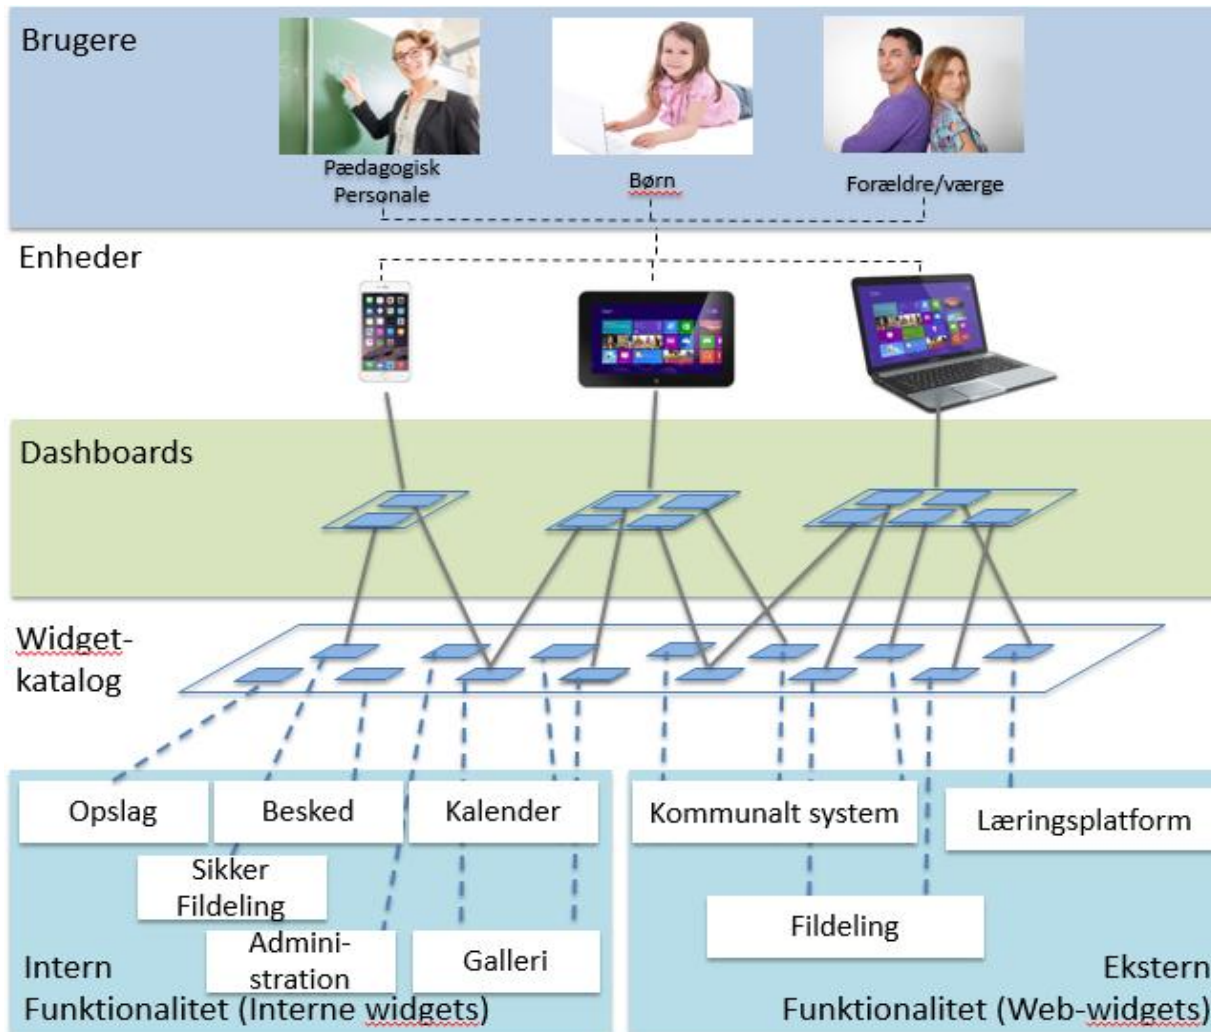 Brugere
Pædagogisk
Personale
Børn
Forældre/værge
Enheder
Dashboards
Widget-
katalog
Opslag
Besked
Kalender
Kommunalt system
Læringsplatform
Sikker
Fildeling
Fildeling
Admini-
stration
Galleri
Intern
Funktionalitet (Interne widgets)
Ekstern
Funktionalitet (Web-widgets)